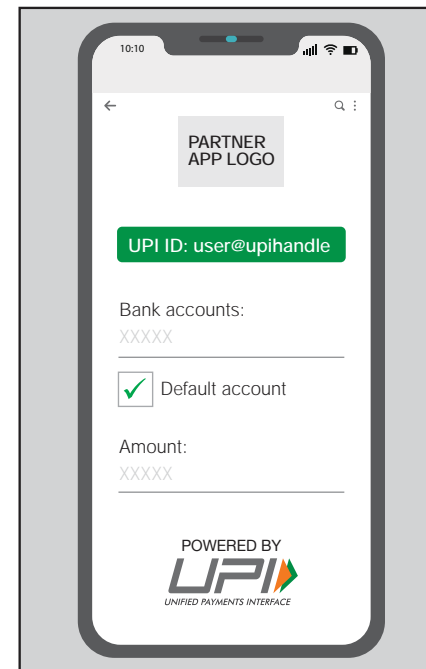 10:10
PARTNER
APP LOGO
UPI ID: user@upihandle
Bank accounts:
XXXXX
Default account
Amount:
XXXXX
POWERED BY
UPI
UNIFIED PAYMENTS INTERFACE